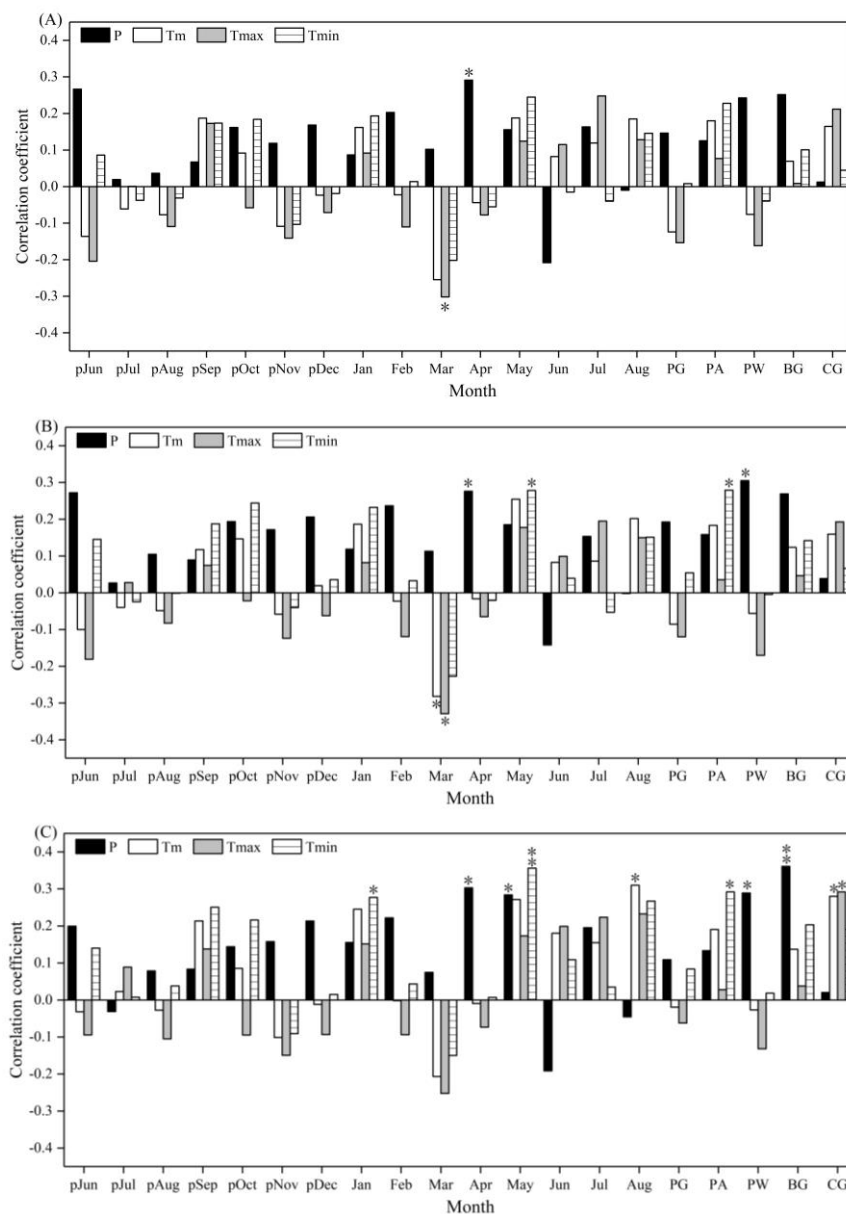 (A)
P Tm Tmax Tmin
0.4
0.3
0.2
0.1
0.0
-0.1
-0.2
-0.3
-0.4
Correlation coefficient
*
*
pJun pJul pAug pSep pOct pNov pDec Jan Feb Mar Apr May Jun Jul Aug PG PA PW BG CG
Month
(B)
P Tm Tmax Tmin
0.4
0.3
0.2
0.1
0.0
-0.1
-0.2
-0.3
-0.4
Correlation coefficient
* * * *
* *
pJun pJul pAug pSep pOct pNov pDec Jan Feb Mar Apr May Jun Jul Aug PG PA PW BG CG
Month
(C)
P Tm Tmax Tmin
0.4
0.3
0.2
0.1
0.0
-0.1
-0.2
-0.3
-0.4
Correlation coefficient
* * * ** * * * ** * *
pJun pJul pAug pSep pOct pNov pDec Jan Feb Mar Apr May Jun Jul Aug PG PA PW BG CG
Month